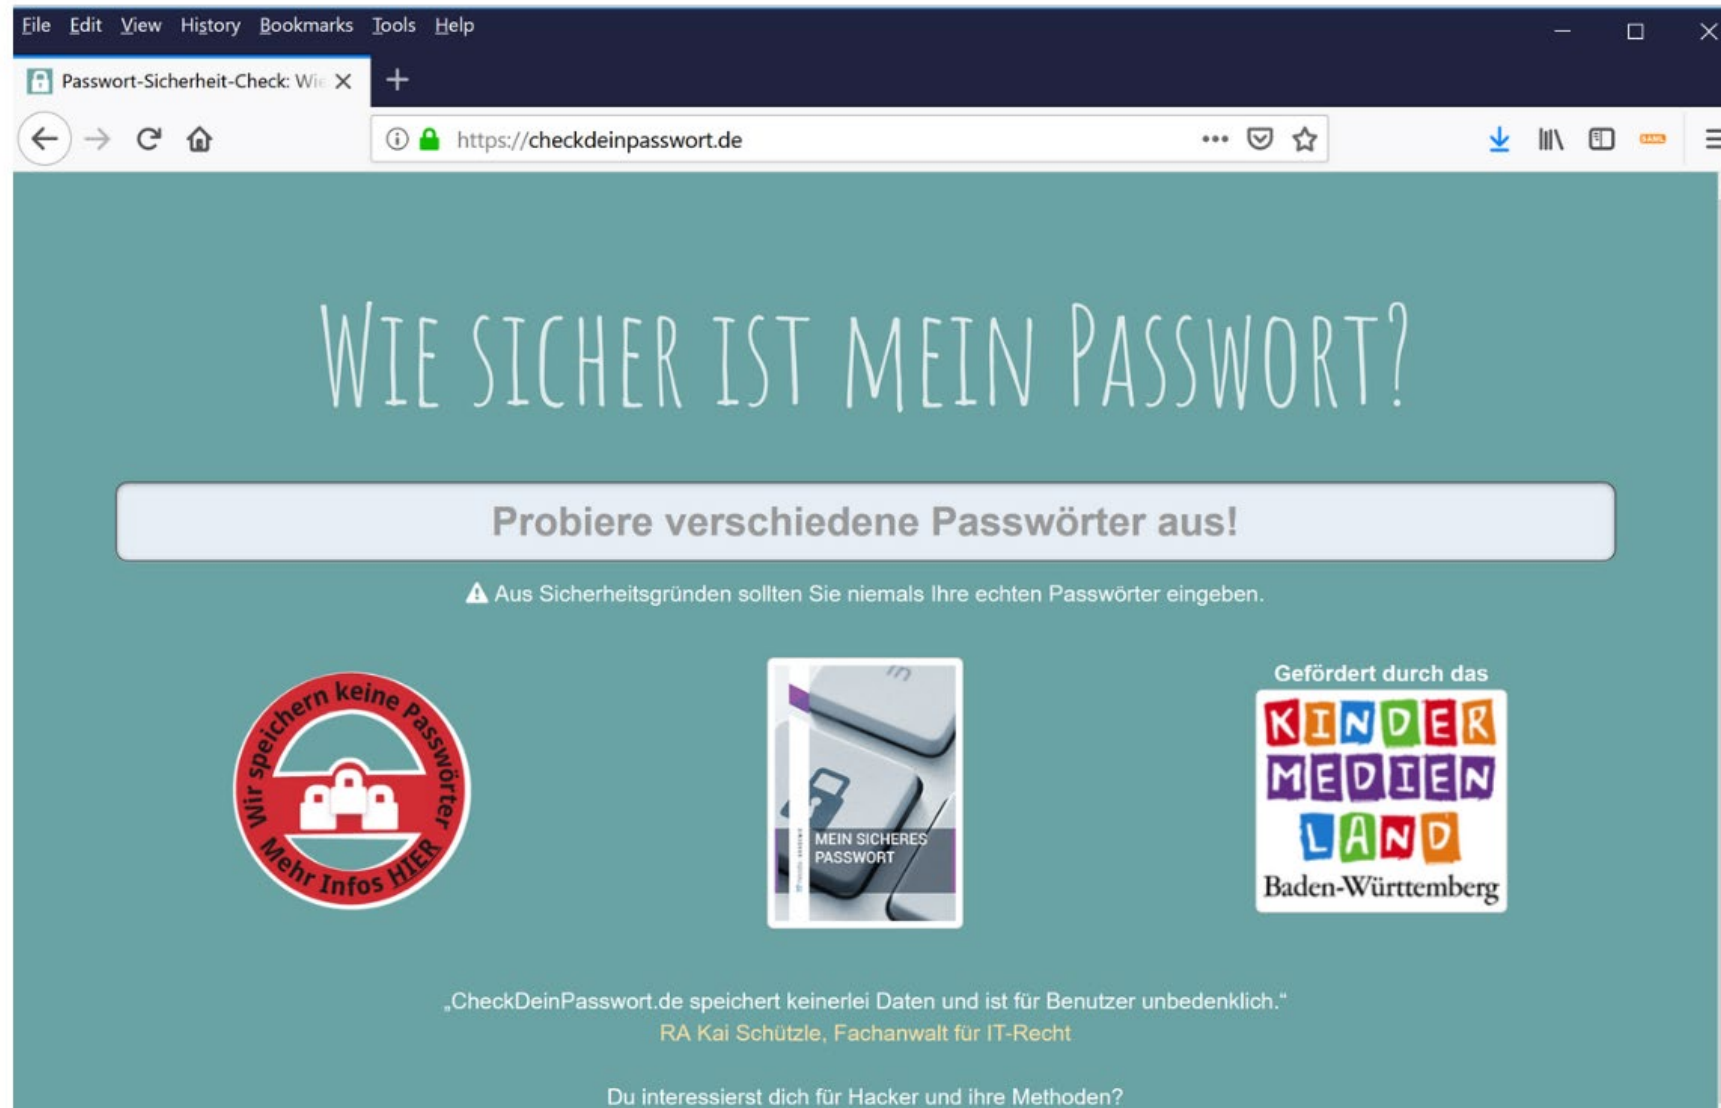 File Edit View History Bookmarks Tools Help
Passwort-Sicherheit-Check: Wie
https://checkdeinpasswort.de
SAML
WIE SICHER IST MEIN PASSWORT?
Probiere verschiedene Passwörter aus!
Aus Sicherheitsgründen sollten Sie niemals Ihre echten Passwörter eingeben.
Wir speichern keine Passwörter
Mehr Infos HIER
in
MEIN SICHERES
PASSWORT
Gefördert durch das
KINDER
MEDIEN
LAND
Baden-Württemberg
„CheckDeinPasswort.de speichert keinerlei Daten und ist für Benutzer unbedenklich.“
RA Kai Schützle, Fachanwalt für IT-Recht
Du interessierst dich für Hacker und ihre Methoden?